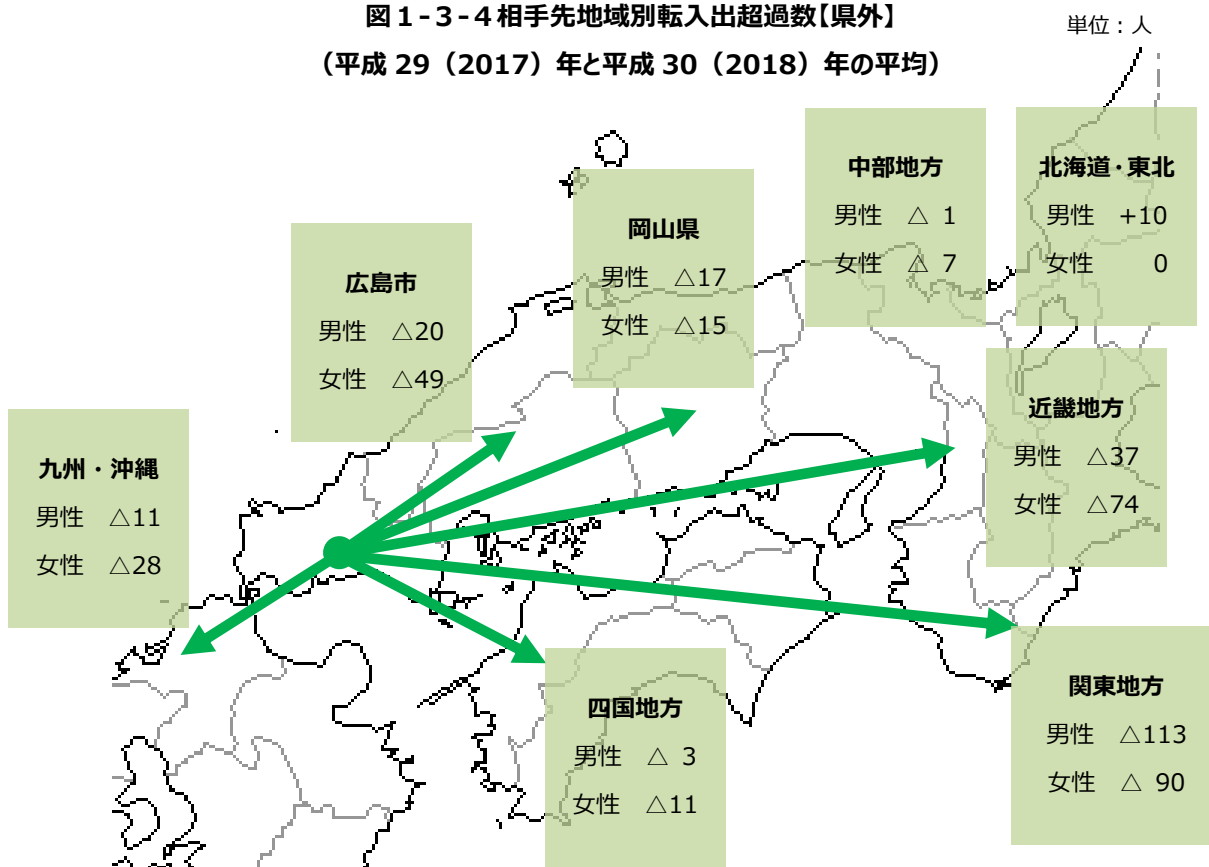 図1-3-4相手先地域別転入出超過数【県外】
（平成 29（2017）年と平成 30（2018）年の平均）
単位：人
中部地方
男性 △ 1
女性 △ 7
北海道・東北
男性 +10
女性 0
岡山県
男性 △17
女性 △15
広島市
男性 △20
女性 △49
近畿地方
男性 △37
女性 △74
九州・沖縄
男性 △11
女性 △28
四国地方
男性 △ 3
女性 △11
関東地方
男性 △113
女性 △ 90